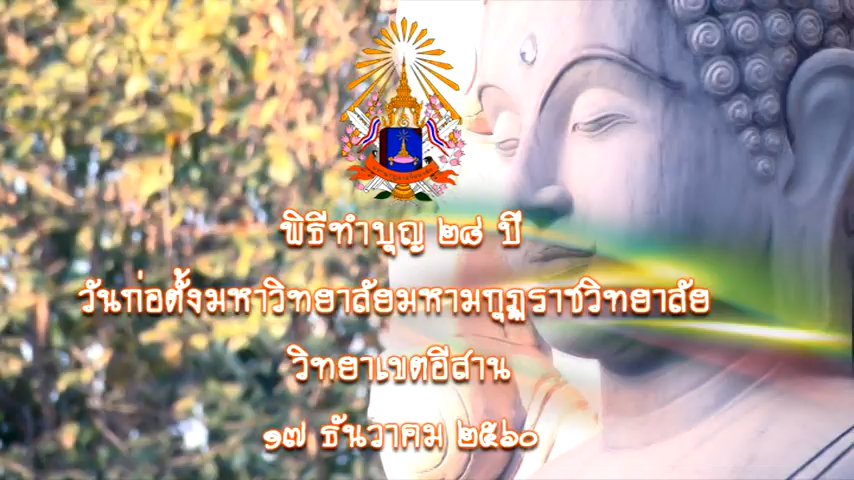 พิธีทำบุญ ๒๘ ปี
วันก่อตั้งมหาวิทยาลัยมหามกุฏราชวิทยาลัย
วิทยาเขตอีสาน
๑๗ ธันวาคม ๒๕๖๐